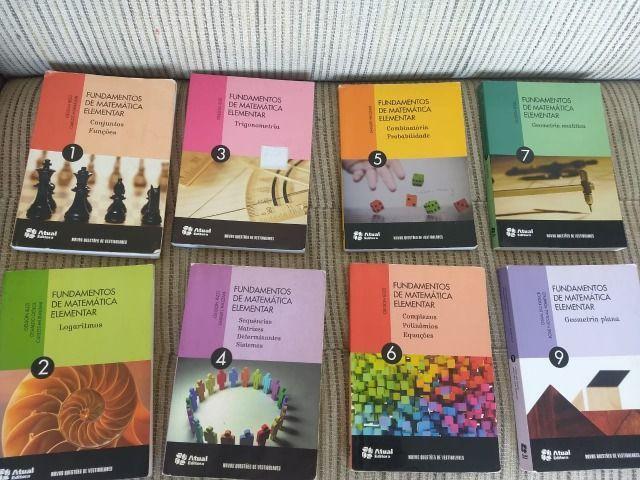 FUNDAMENTOS
DE MATEMÁTICA
ELEMENTAR
Conjuntos
Funções
1
Atual
Editora
NOVAS QUESTÕES DE VESTIBULARES
FUNDAMENTOS
DE MATEMÁTICA
ELEMENTAR
Trigonometria
3
Atual
Editora
NOVAS QUESTÕES DE VESTIBULARES
FUNDAMENTOS
DE MATEMÁTICA
ELEMENTAR
Combinatória
Probabilidade
5
Atual
Editora
NOVAS QUESTÕES DE VESTIBULARES
FUNDAMENTOS
DE MATEMÁTICA
ELEMENTAR
Geometria analítica
7
Atual
Editora
NOVAS QUESTÕES DE VESTIBULARES
FUNDAMENTOS
DE MATEMÁTICA
ELEMENTAR
Logaritmos
2
Atual
Editora
NOVAS QUESTÕES DE VESTIBULARES
FUNDAMENTOS
DE MATEMÁTICA
ELEMENTAR
Sequências
Matrizes
Determinantes
Sistemas
4
Atual
Editora
NOVAS QUESTÕES DE VESTIBULARES
FUNDAMENTOS
DE MATEMÁTICA
ELEMENTAR
Complexos
Polinômios
Equações
6
Atual
Editora
NOVAS QUESTÕES DE VESTIBULARES
FUNDAMENTOS
DE MATEMÁTICA
ELEMENTAR
Geometria plana
9
Atual
Editora
NOVAS QUESTÕES DE VESTIBULARES